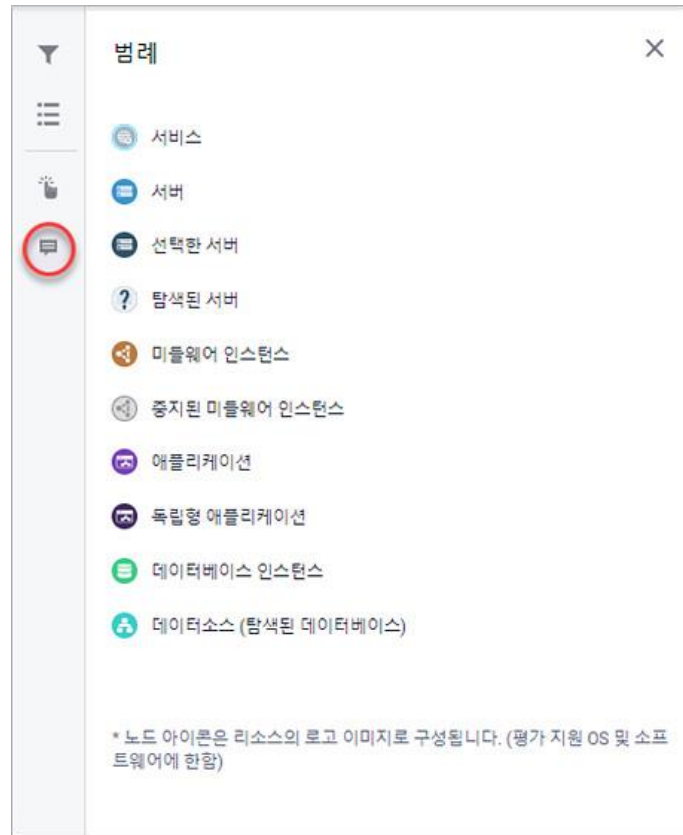 범례
서비스
서버
선택한 서버
탐색된 서버
미들웨어 인스턴스
중지된 미들웨어 인스턴스
애플리케이션
독립형 애플리케이션
데이터베이스 인스턴스
데이터소스 (탐색된 데이터베이스)
* 노드 아이콘은 리소스의 로고 이미지로 구성됩니다. (평가 지원 OS 및 소프
트웨어에 한함)